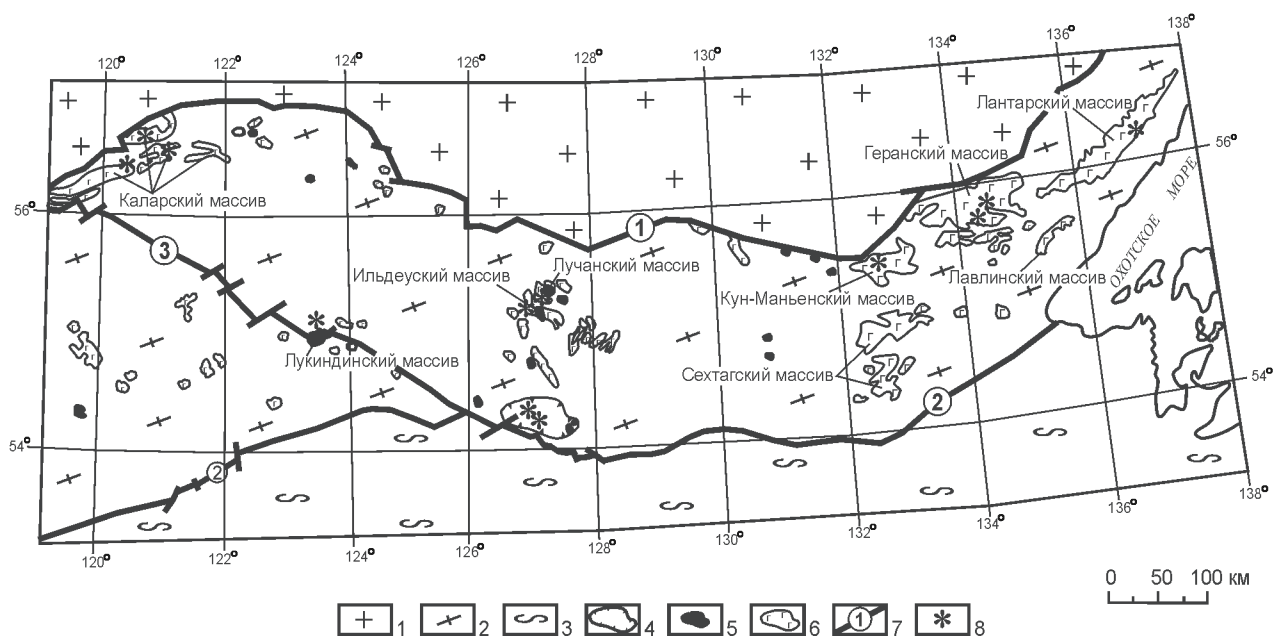 120° 122° 124° 126° 128° 130° 132° 134° 136° 138°
Лантарский массив
56°
Геранский массив
Каларский массив
МОРЕ
56°
1
3
Лучанский массив
Ильдеуский массив
ОХОТСКОЕ
Лавлинский массив
Кун-Маньенский массив
Лукиндинский массив
Сехтагский массив
54°
2
54°
2
120° 122° 124° 126° 128° 130° 132° 134° 136° 138°
0 50 100 км
1 2 3 4 5 6 1 7 8